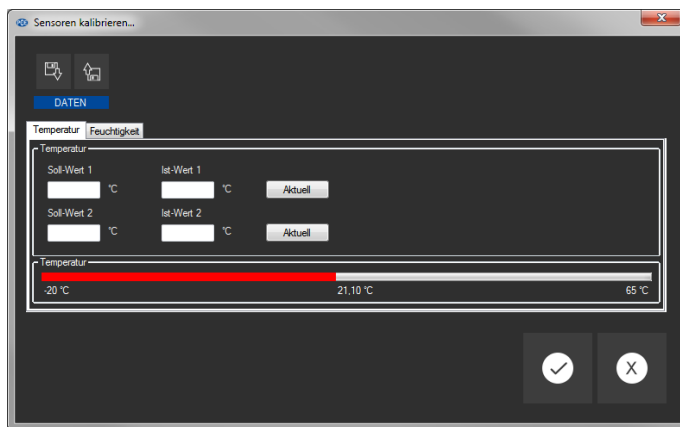 Sensoren kalibrieren...
DATEN
Temperatur Feuchtigkeit
Temperatur
Soll-Wert 1 Ist-Wert 1
°C °C Aktuell
Soll-Wert 2 Ist-Wert 2
°C °C Aktuell
Temperatur
-20 °C 21,10 °C 65 °C
X